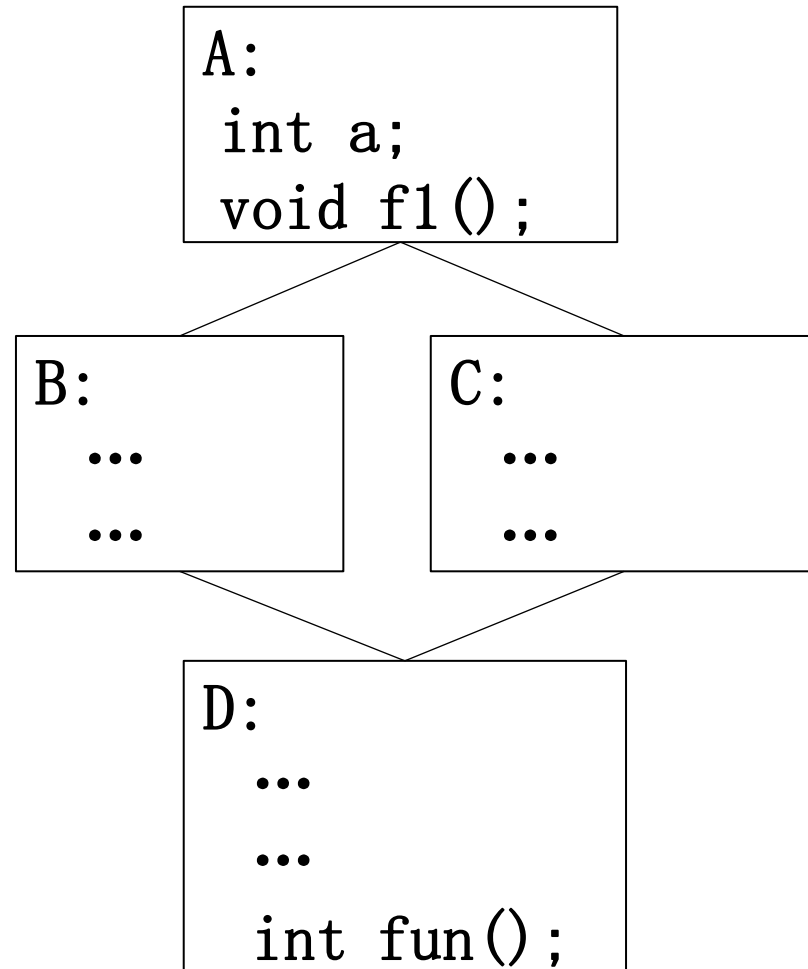 A:
int a;
void f1();
B:
…
…
C:
…
…
D:
…
…
int fun();